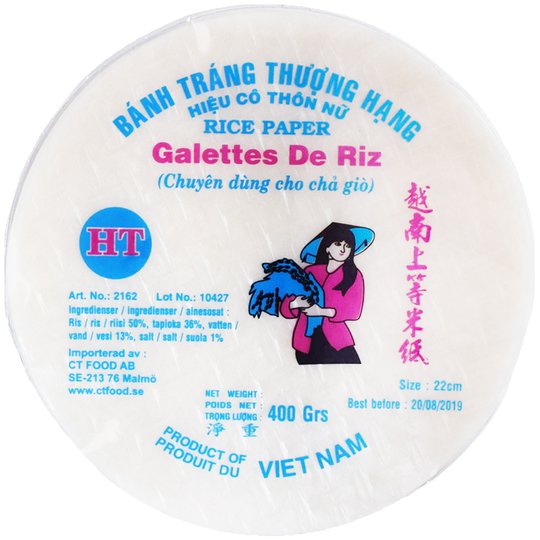 BÁNH TRÁNG THƯỢNG HẠNG
HIỆU CÔ THÔN NỮ
RICE PAPER
Galettes De Riz
(Chuyên dùng cho chả giò)
HT
越南上等米紙
Art. No.: 2162 Lot No.: 10427
Ingredienser / ingredienser / ainesosat :
Ris / ris / riisi 50%, tapioka 36%, vatten /
vand / vesi 13%, salt / salt / suola 1%
Importerad av :
CT FOOD AB
SE-213 76 Malmö
www.ctfood.se
NET WEIGHT :
POIDS NET :
TRỌNG LƯỢNG :
淨 重
400 Grs
Size : 22cm
Best before : 20/08/2019
PRODUCT OF
PRODUIT DU
VIET NAM